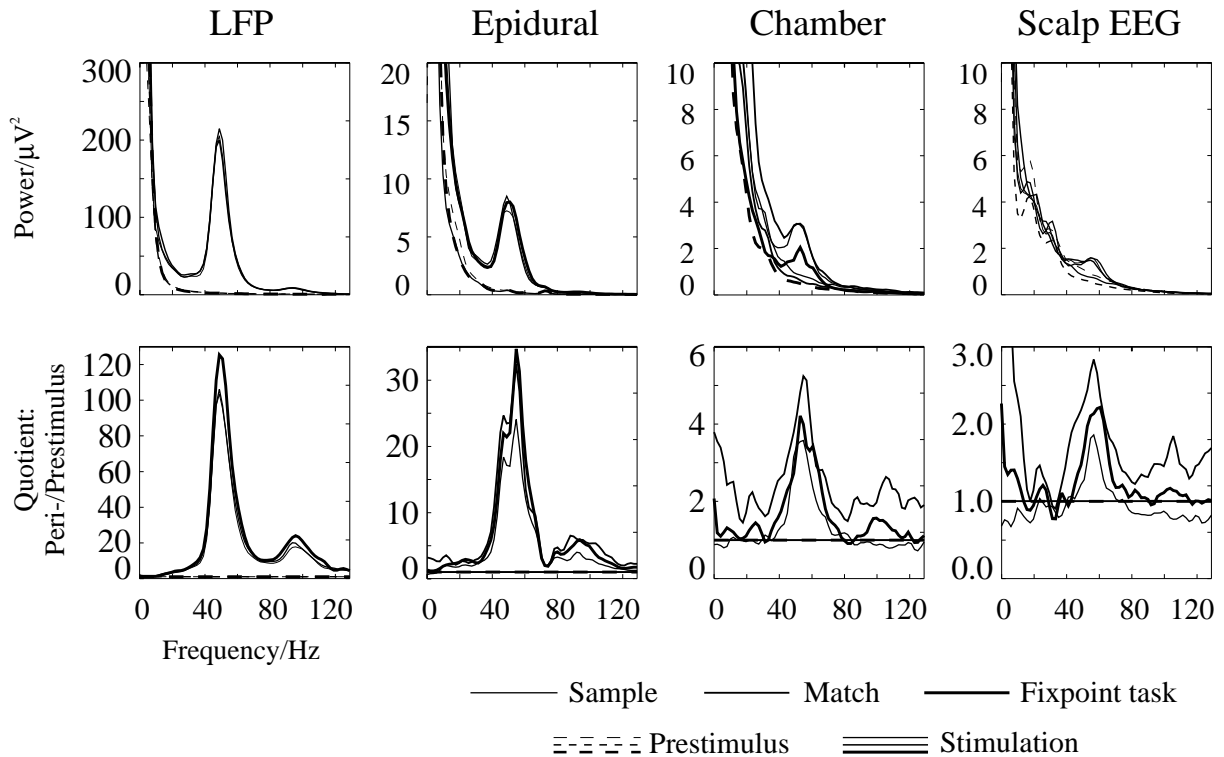 LFP
Epidural
Chamber
Scalp EEG
Power/µV²
300
200
100
0
20
15
10
5
0
10
8
6
4
2
0
10
8
6
4
2
0
Quotient:
Peri-/Prestimulus
120
100
80
60
40
20
0
30
20
10
0
6
4
2
0
3.0
2.0
1.0
0.0
0 40 80 120
0 40 80 120
0 40 80 120
0 40 80 120
Frequency/Hz
Sample
Match
Fixpoint task
Prestimulus
Stimulation